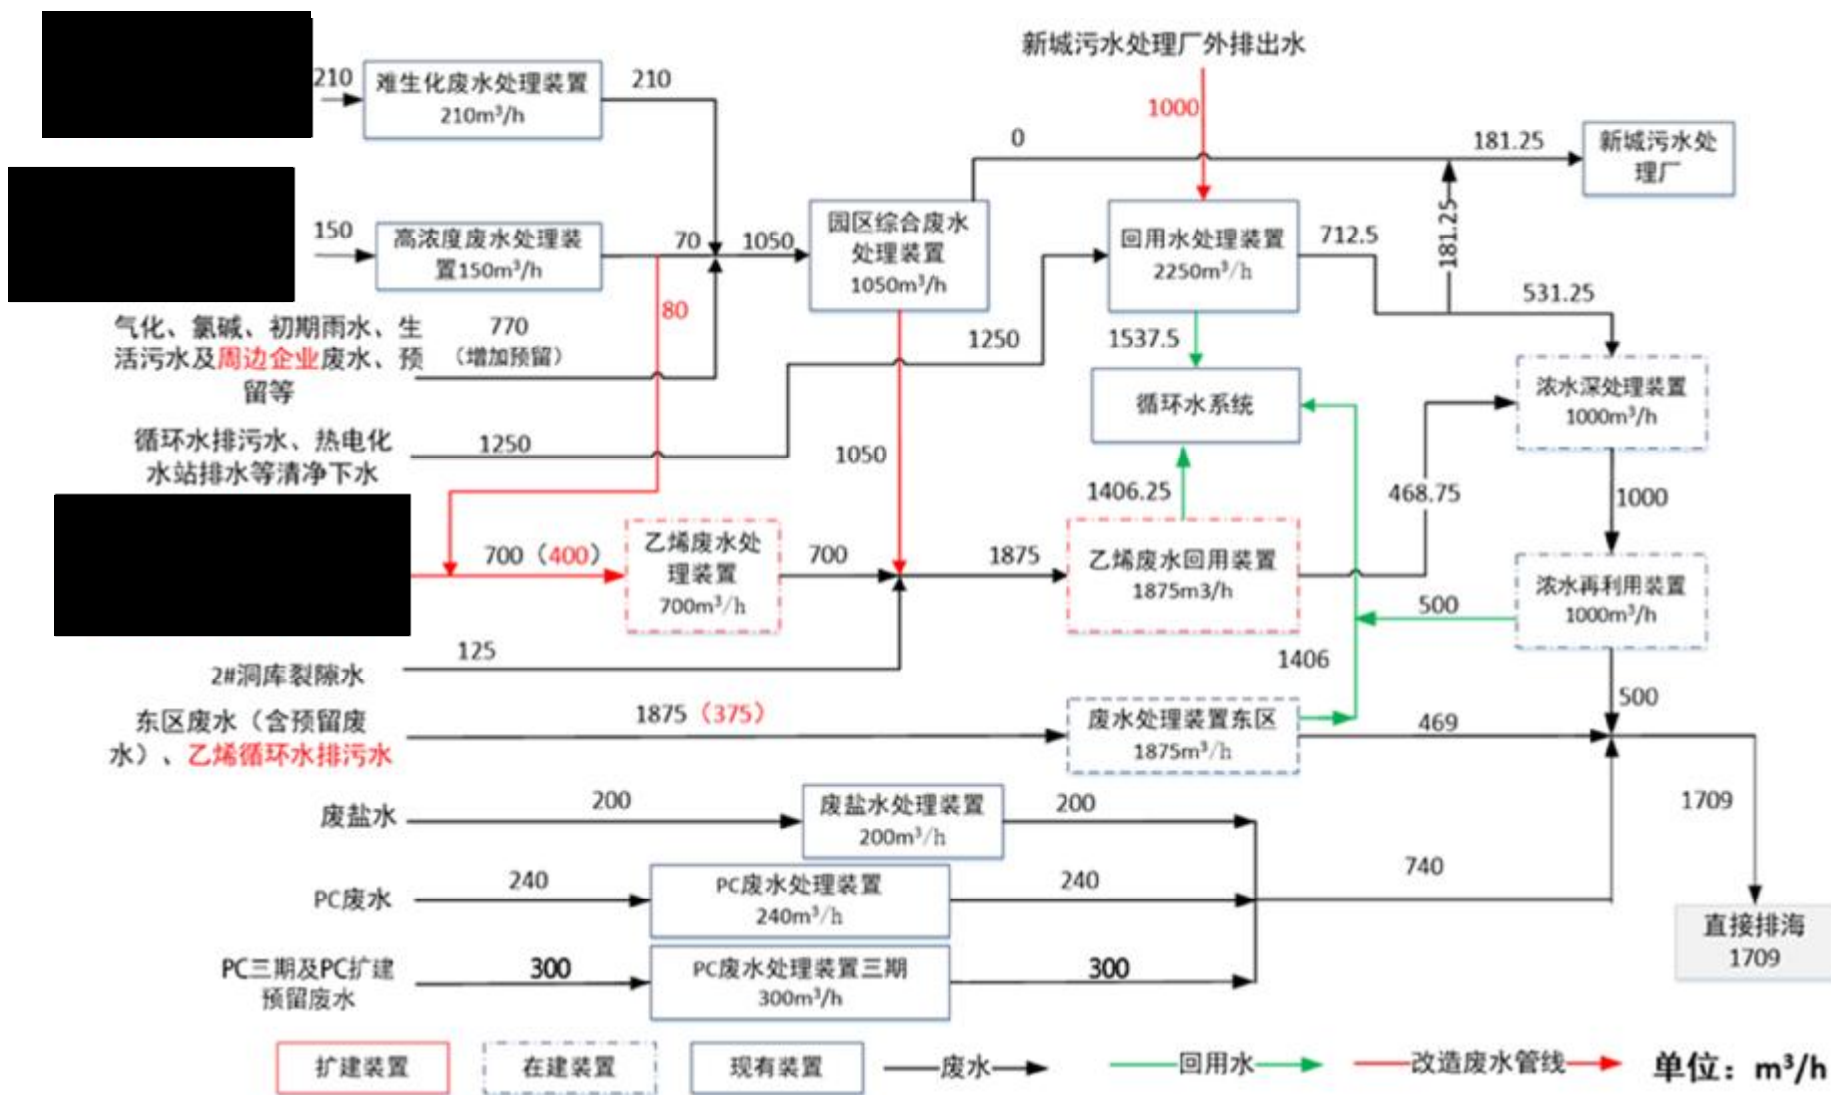 新城污水处理厂外排出水
210
难生化废水处理装置
210m³/h
210
1000
0
181.25
新城污水处
理厂
150
高浓度废水处理装
置150m³/h
70
1050
园区综合废水
处理装置
1050m³/h
回用水处理装置
2250m³/h
712.5
181.25
531.25
80
气化、氯碱、初期雨水、生
活污水及周边企业废水、预
留等
770
（增加预留）
1250
1537.5
循环水系统
浓水深处理装置
1000m³/h
循环水排污水、热电化
水站排水等清净下水
1250
1050
1406.25
468.75
1000
700（400）
乙烯废水处
理装置
700m³/h
700
1875
乙烯废水回用装置
1875m3/h
浓水再利用装置
1000m³/h
500
2#洞库裂隙水
125
1406
500
东区废水（含预留废
水）、乙烯循环水排污水
1875（375）
废水处理装置东区
1875m³/h
469
废盐水
200
废盐水处理装置
200m³/h
200
1709
PC废水
240
PC废水处理装置
240m³/h
240
740
直接排海
1709
PC三期及PC扩建
预留废水
300
PC废水处理装置三期
300m³/h
300
扩建装置
在建装置
现有装置
废水
回用水
改造废水管线
单位：m³/h